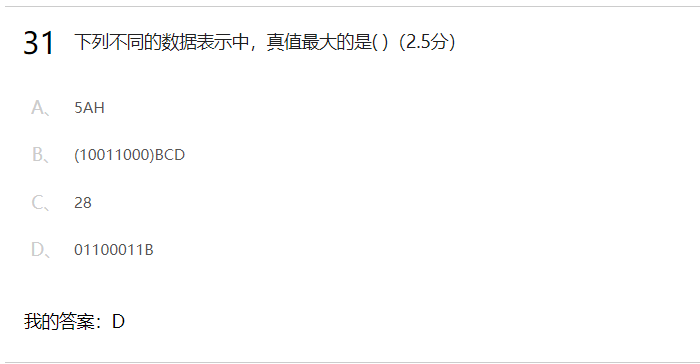 31 下列不同的数据表示中，真值最大的是( )（2.5分）
A、 5AH
B、 (10011000)BCD
C、 28
D、 01100011B
我的答案：D